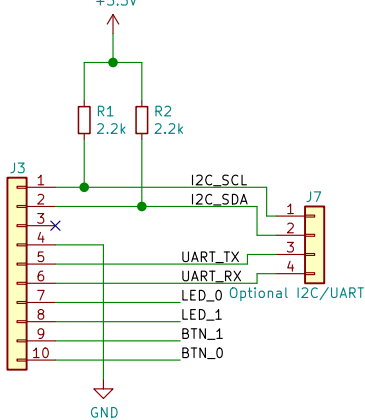 +3.3V
R1
2.2k
R2
2.2k
J3
1
2
3
4
5
6
7
8
9
10
I2C_SCL
I2C_SDA
UART_TX
UART_RX
LED_0
LED_1
BTN_1
BTN_0
J7
1
2
3
4
Optional I2C/UART
GND